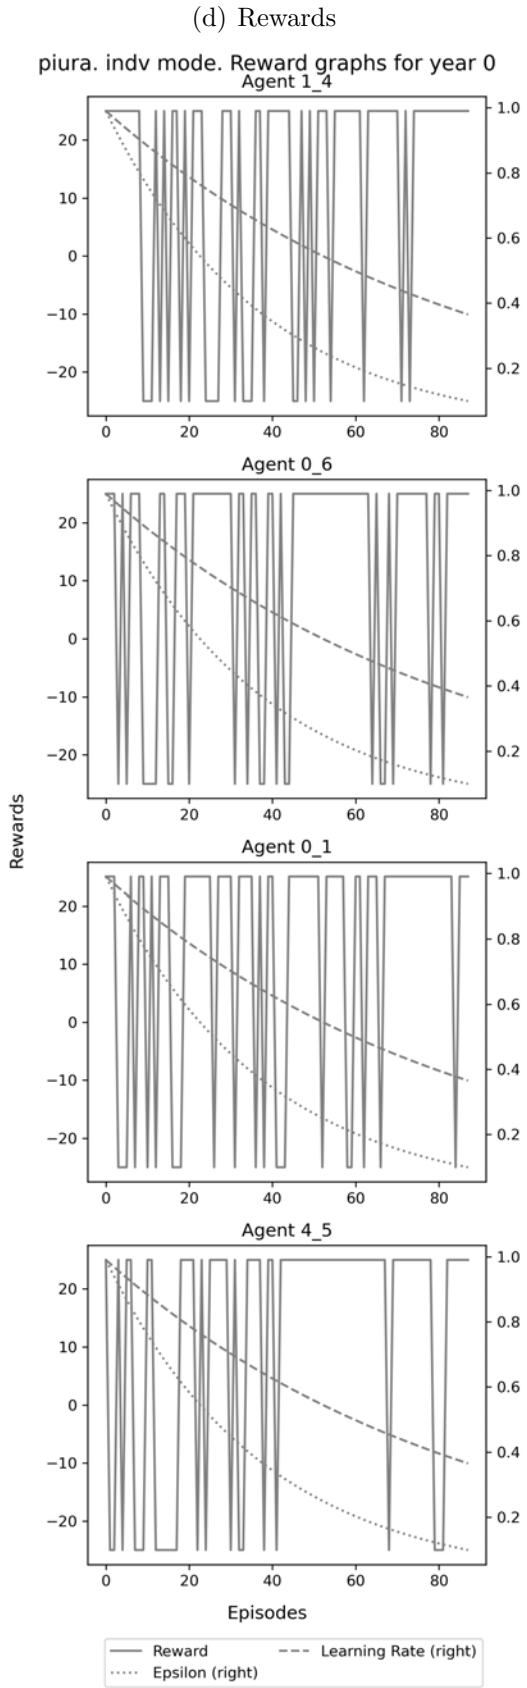 (d) Rewards
piura. indv mode. Reward graphs for year 0
Agent 1_4
20
10
0
−10
−20
1.0
0.8
0.6
0.4
0.2
0 20 40 60 80
Agent 0_6
20
10
0
−10
−20
1.0
0.8
0.6
0.4
0.2
0 20 40 60 80
Rewards
Agent 0_1
20
10
0
−10
−20
1.0
0.8
0.6
0.4
0.2
0 20 40 60 80
Agent 4_5
20
10
0
−10
−20
1.0
0.8
0.6
0.4
0.2
0 20 40 60 80
Episodes
Reward
Epsilon (right)
Learning Rate (right)